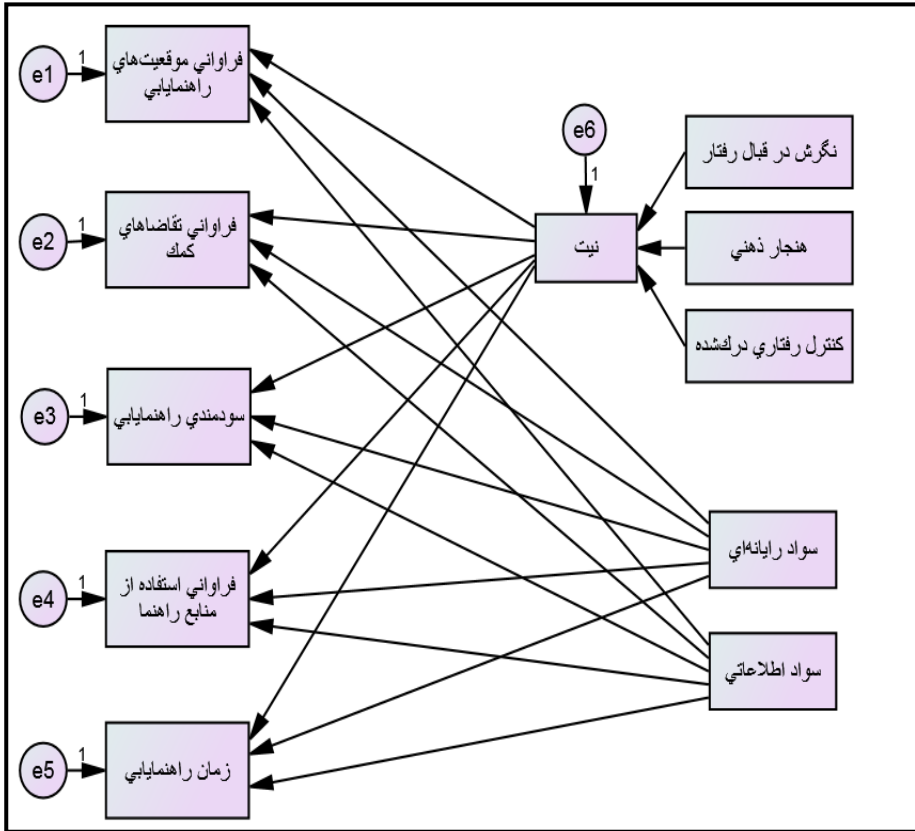 e1
1
فراواني موقعيت‌هاي
راهنمايابي
e6
1
نگرش در قبال رفتار
e2
1
فراواني تقاضاهاي
كمك
نيت
هنجار ذهني
كنترل رفتاري درك‌شده
e3
1
سودمندي راهنمايابي
سواد رايانه‌اي
e4
1
فراواني استفاده از
منابع راهنما
سواد اطلاعاتي
e5
1
زمان راهنمايابي